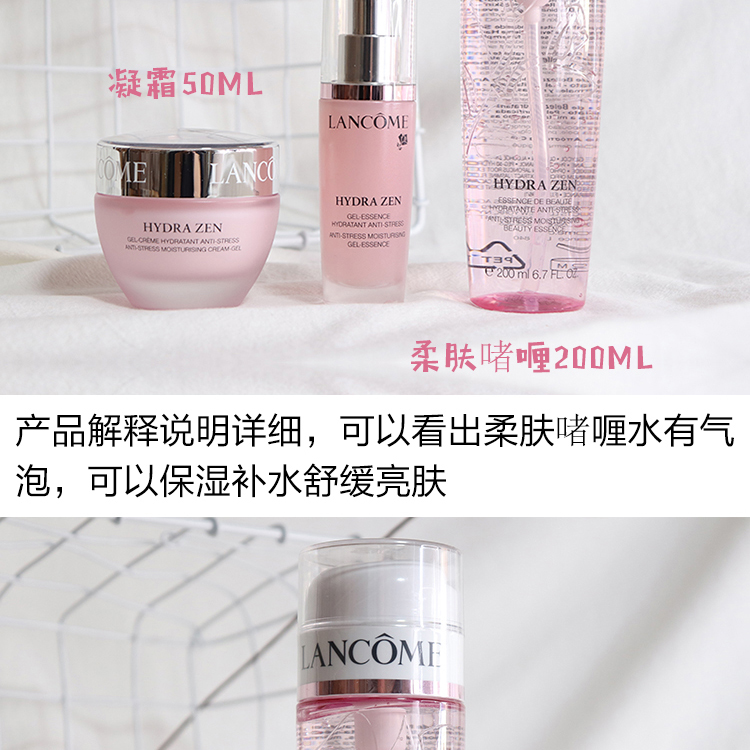 凝霜50ML
LANCÔME
HYDRA ZEN
GEL-ESSENCE
HYDRATANT ANTI-STRESS
ANTI-STRESS MOISTURISING
GEL-ESSENCE
CÔME LANCÔ
HYDRA ZEN
GEL-CRÈME HYDRATANT ANTI-STRESS
ANTI-STRESS MOISTURISING CREAM-GEL
HYDRA ZEN
ESSENCE DE BEAUTÉ
HYDRATANTE ANTI-STRESS
ANTI-STRESS MOISTURISING
BEAUTY ESSENCE
PET
e 200 ml 6.7 FL. OZ.
柔肤啫喱200ML
产品解释说明详细，可以看出柔肤啫喱水有气
泡，可以保湿补水舒缓亮肤
LANCÔME